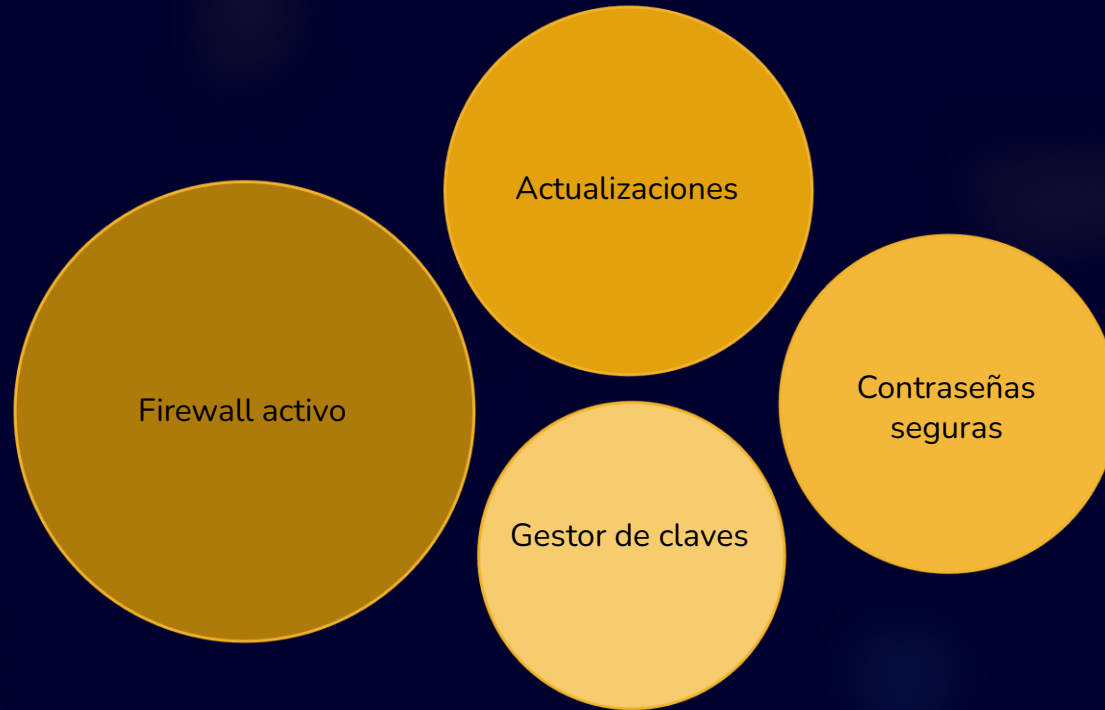 Actualizaciones
Firewall activo
Contraseñas
seguras
Gestor de claves